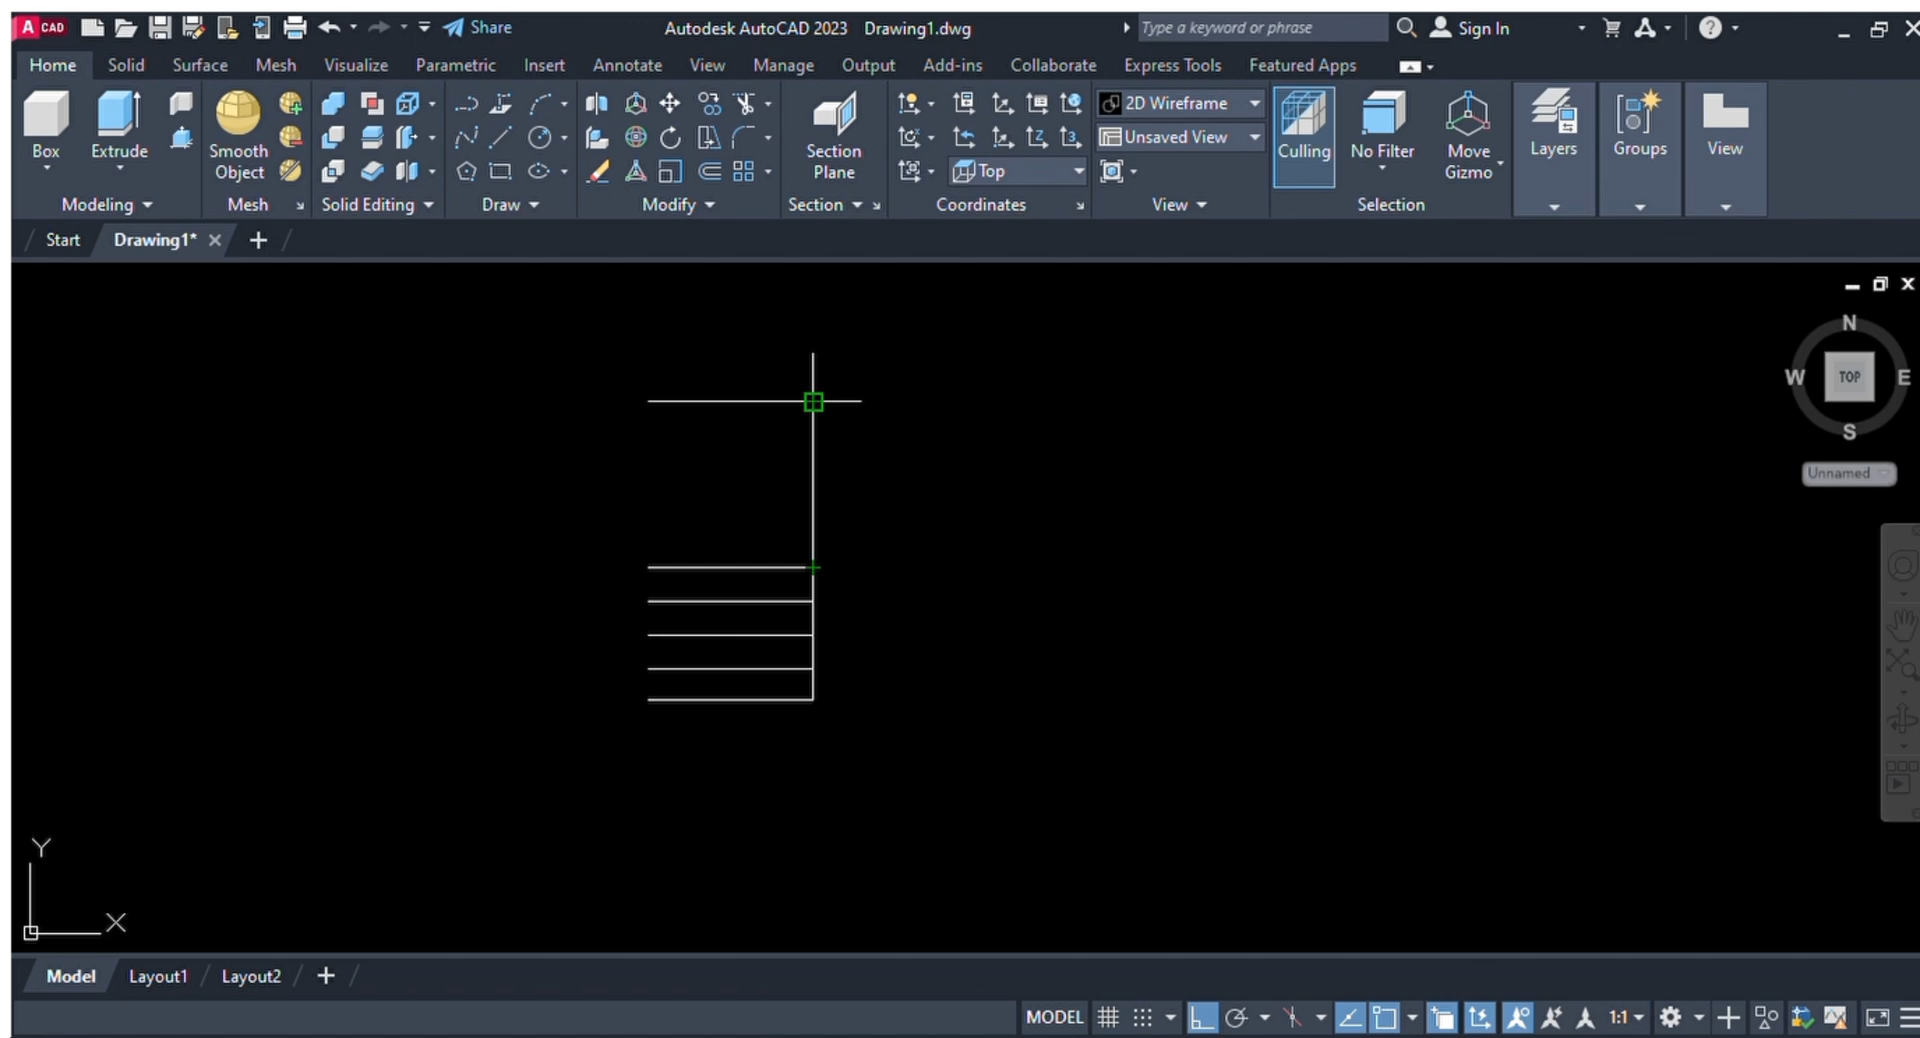 A CAD Share Autodesk AutoCAD 2023 Drawing1.dwg Type a keyword or phrase Sign In
Home Solid Surface Mesh Visualize Parametric Insert Annotate View Manage Output Add-ins Collaborate Express Tools Featured Apps
2D Wireframe
Unsaved View
Box Extrude Smooth Object Section Plane Culling No Filter Move Gizmo Layers Groups View
Top
Modeling Mesh Solid Editing Draw Modify Section Coordinates View Selection
Start Drawing1* +
N
W TOP E
S
Unnamed
Y
X
Model Layout1 Layout2 +
MODEL 1:1